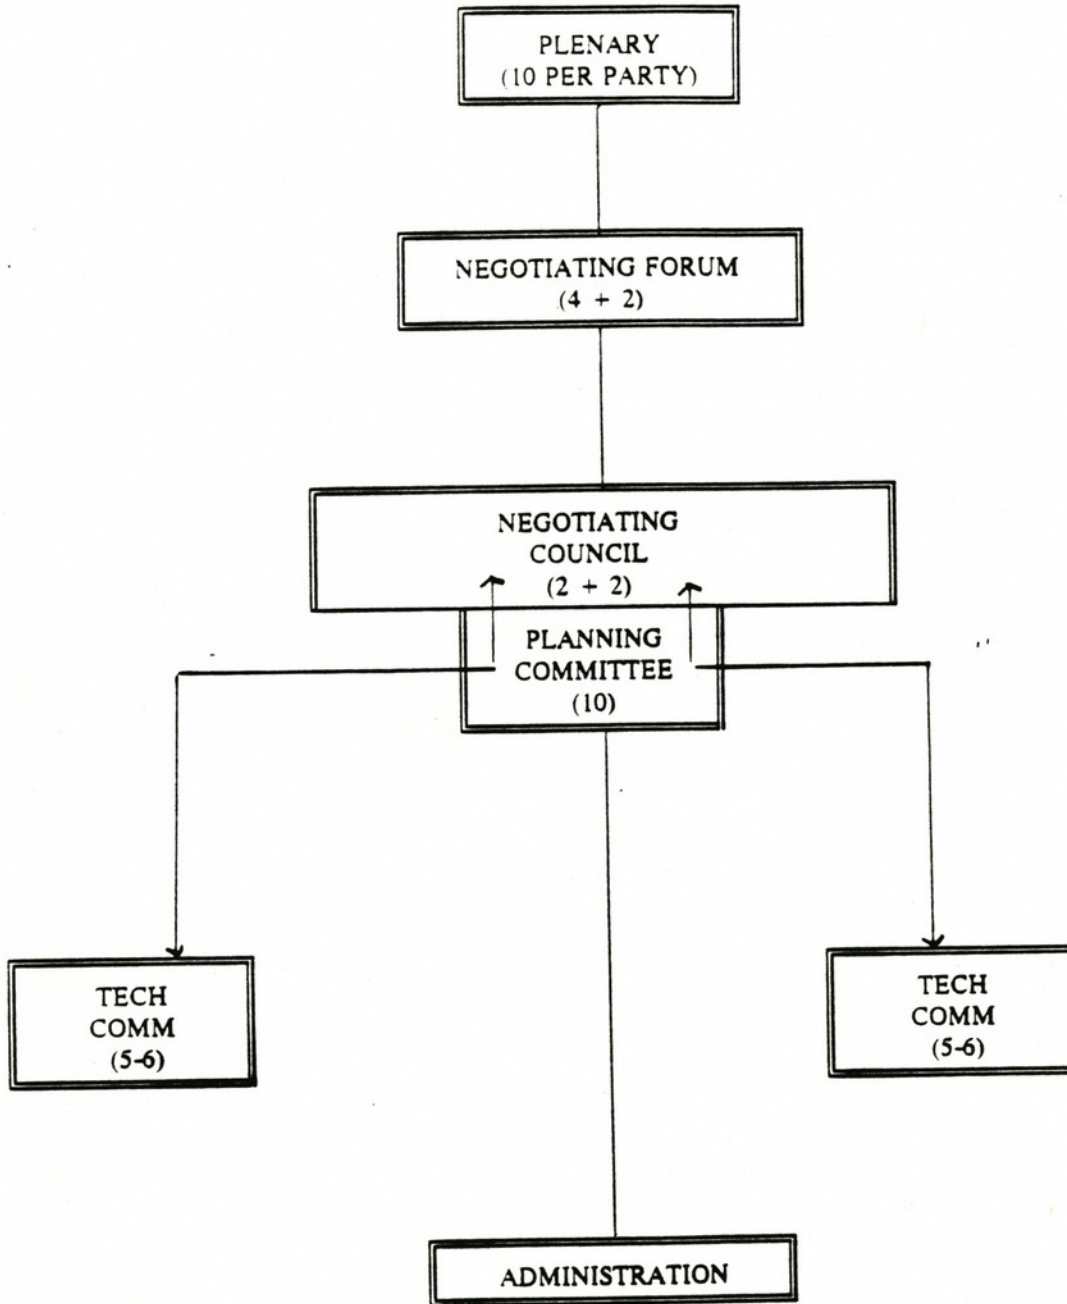 PLENARY
(10 PER PARTY)
NEGOTIATING FORUM
(4 + 2)
NEGOTIATING
COUNCIL
(2 + 2)
PLANNING
COMMITTEE
(10)
TECH
COMM
(5-6)
TECH
COMM
(5-6)
ADMINISTRATION